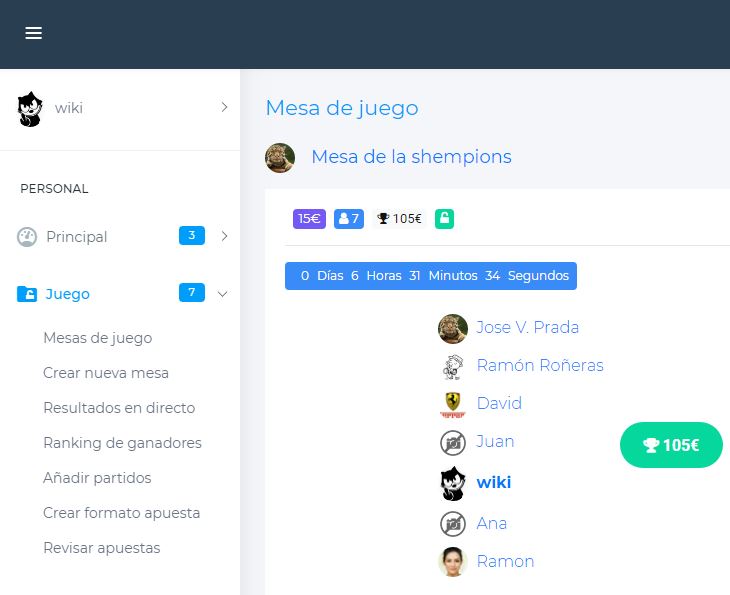 wiki
PERSONAL
Principal 3
Juego 7
Mesas de juego
Crear nueva mesa
Resultados en directo
Ranking de ganadores
Añadir partidos
Crear formato apuesta
Revisar apuestas
Mesa de juego
Mesa de la shempions
15€ 7 105€
0 Días 6 Horas 31 Minutos 34 Segundos
Jose V. Prada
Ramón Roñeras
David
Juan
wiki
Ana
Ramon
105€